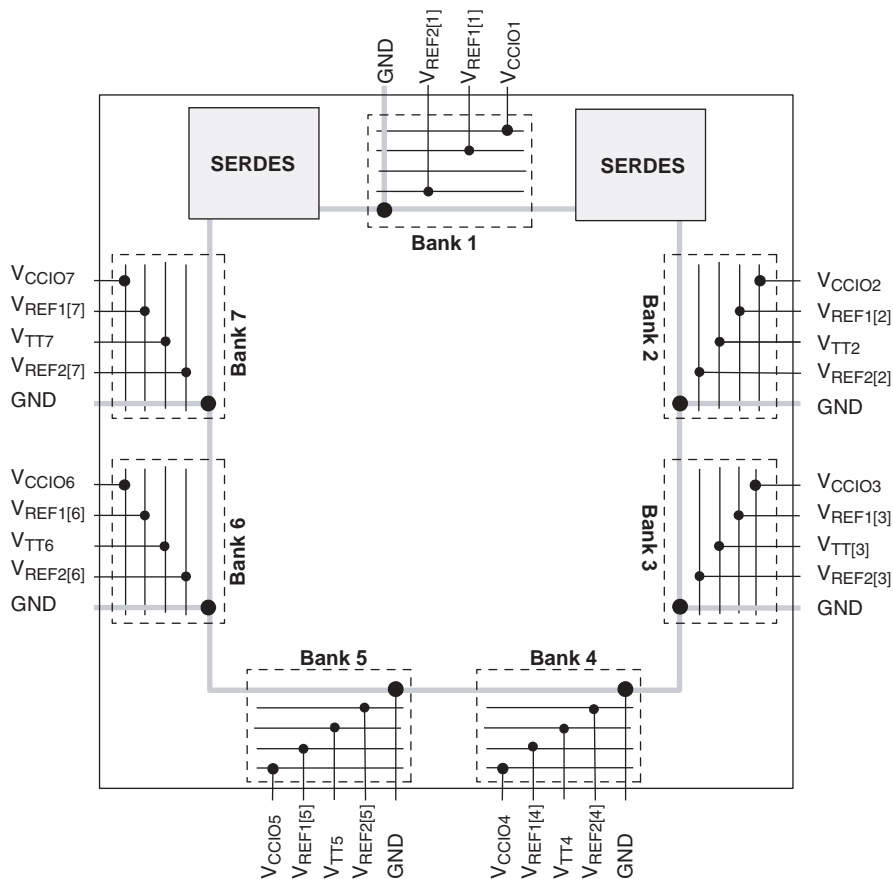 GND
VREF2[1]
VREF1[1]
VCCIO1
SERDES
SERDES
Bank 1
VCCIO7
VREF1[7]
VTT7
VREF2[7]
GND
Bank 7
Bank 2
VCCIO2
VREF1[2]
VTT2
VREF2[2]
GND
VCCIO6
VREF1[6]
VTT6
VREF2[6]
GND
Bank 6
Bank 3
VCCIO3
VREF1[3]
VTT[3]
VREF2[3]
GND
Bank 5
Bank 4
VCCIO5
VREF1[5]
VTT5
VREF2[5]
GND
VCCIO4
VREF1[4]
VTT4
VREF2[4]
GND